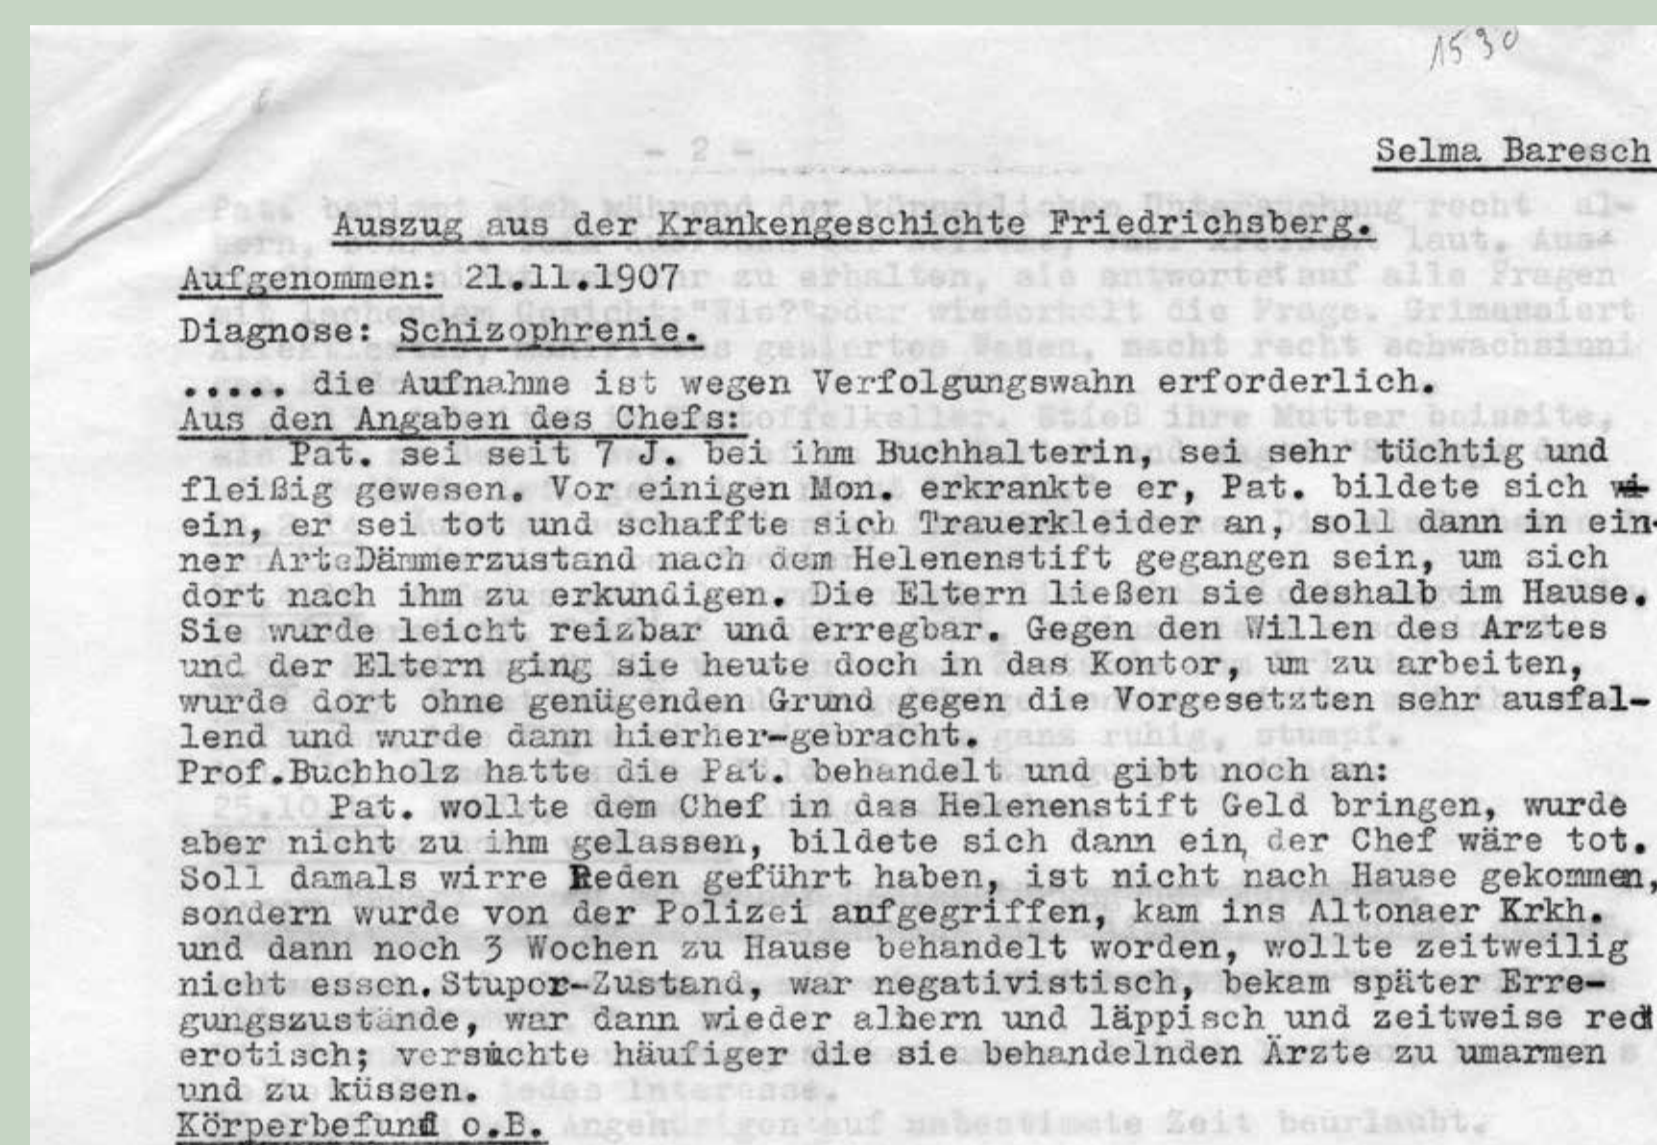 1530
Selma Baresch
- 2 -
Auszug aus der Krankengeschichte Friedrichsberg.
Aufgenommen: 21.11.1907
Diagnose: Schizophrenie.
..... die Aufnahme ist wegen Verfolgungswahn erforderlich.
Aus den Angaben des Chefs:
Pat. sei seit 7 J. bei ihm Buchhalterin, sei sehr tüchtig und
fleißig gewesen. Vor einigen Mon. erkrankte er, Pat. bildete sich wi
ein, er sei tot und schaffte sich Trauerkleider an, soll dann in ein-
ner ArteDämmerzustand nach dem Helenenstift gegangen sein, um sich
dort nach ihm zu erkundigen. Die Eltern ließen sie deshalb im Hause.
Sie wurde leicht reizbar und erregbar. Gegen den Willen des Arztes
und der Eltern ging sie heute doch in das Kontor, um zu arbeiten,
wurde dort ohne genügenden Grund gegen die Vorgesetzten sehr ausfal-
lend und wurde dann hierher-gebracht.
Prof.Buchholz hatte die Pat. behandelt und gibt noch an:
Pat. wollte dem Chef in das Helenenstift Geld bringen, wurde
aber nicht zu ihm gelassen, bildete sich dann ein, der Chef wäre tot.
Soll damals wirre Reden geführt haben, ist nicht nach Hause gekommen,
sondern wurde von der Polizei aufgegriffen, kam ins Altonaer Krkh.
und dann noch 3 Wochen zu Hause behandelt worden, wollte zeitweilig
nicht essen.Stupor-Zustand, war negativistisch, bekam später Erre-
gungszustände, war dann wieder albern und läppisch und zeitweise rect
erotisch; versuchte häufiger die sie behandelnden Ärzte zu umarmen
und zu küssen.
Körperbefund o.B.